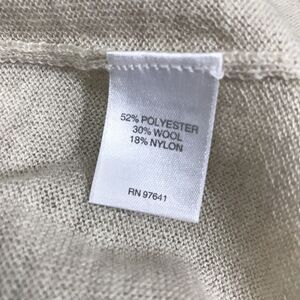 52% POLYESTER
30% WOOL
18% NYLON
RN 97641